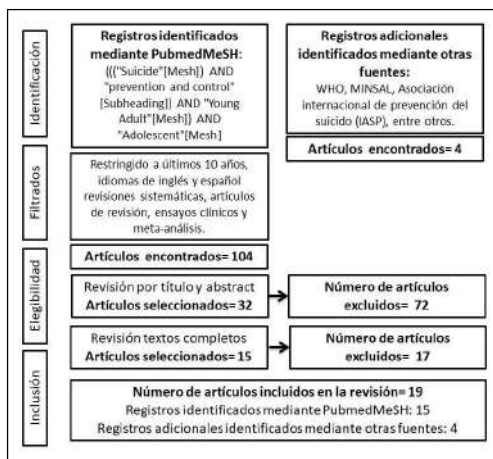 Identificación
Registros identificados
mediante PubmedMeSH:
((("Suicide"[Mesh]) AND
"prevention and control"
[Subheading]) AND "Young
Adult"[Mesh]) AND
"Adolescent"[Mesh]
Registros adicionales
identificados mediante otras
fuentes:
WHO, MINSAL, Asociación
internacional de prevención del
suicido (IASP), entre otros.
Artículos encontrados= 4
Filtrados
Restringido a últimos 10 años,
idiomas de inglés y español
revisiones sistemáticas, artículos
de revisión, ensayos clínicos y
meta-análisis.
Artículos encontrados= 104
Elegibilidad
Revisión por título y abstract
Artículos seleccionados= 32
Número de artículos
excluidos= 72
Revisión textos completos
Artículos seleccionados= 15
Número de artículos
excluidos= 17
Inclusión
Número de artículos incluidos en la revisión= 19
Registros identificados mediante PubmedMeSH: 15
Registros adicionales identificados mediante otras fuentes: 4